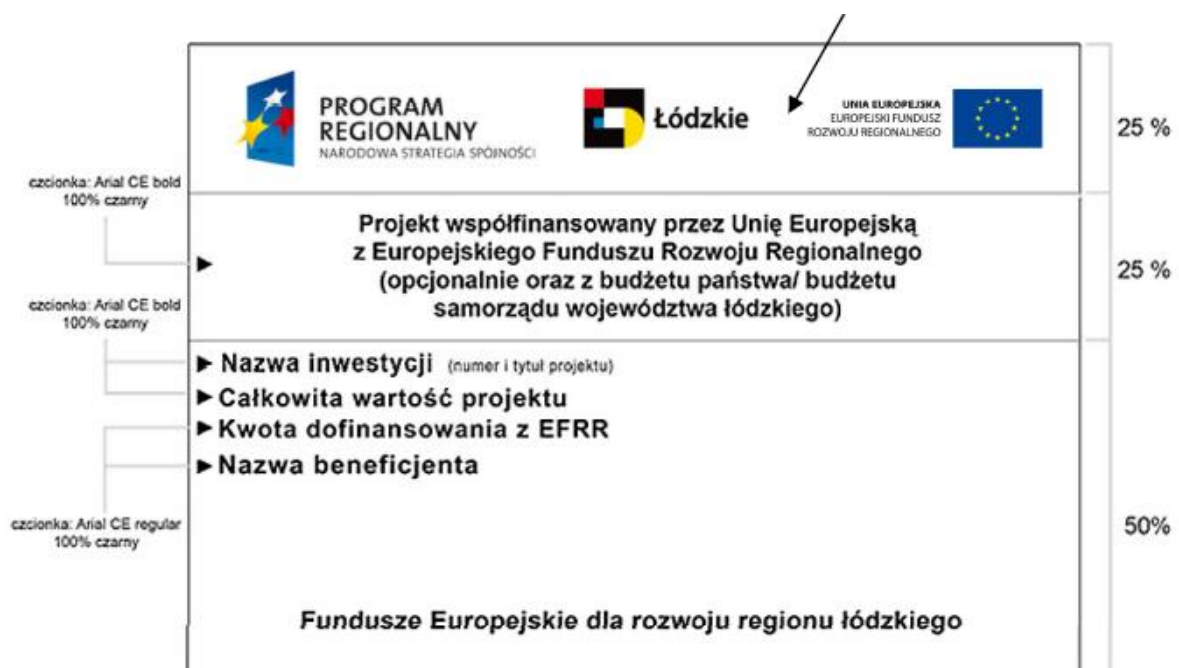 PROGRAM
REGIONALNY
NARODOWA STRATEGIA SPÓJNOŚCI
Łódzkie
UNIA EUROPEJSKA
EUROPEJSKI FUNDUSZ
ROZWOJU REGIONALNEGO
25 %
czcionka: Arial CE bold
100% czarny
Projekt współfinansowany przez Unię Europejską
z Europejskiego Funduszu Rozwoju Regionalnego
(opcjonalnie oraz z budżetu państwa/ budżetu
samorządu województwa łódzkiego)
25 %
czcionka: Arial CE bold
100% czarny
Nazwa inwestycji (numer i tytuł projektu)
Całkowita wartość projektu
Kwota dofinansowania z EFRR
Nazwa beneficjenta
czcionka: Arial CE regular
100% czarny
50%
Fundusze Europejskie dla rozwoju regionu łódzkiego